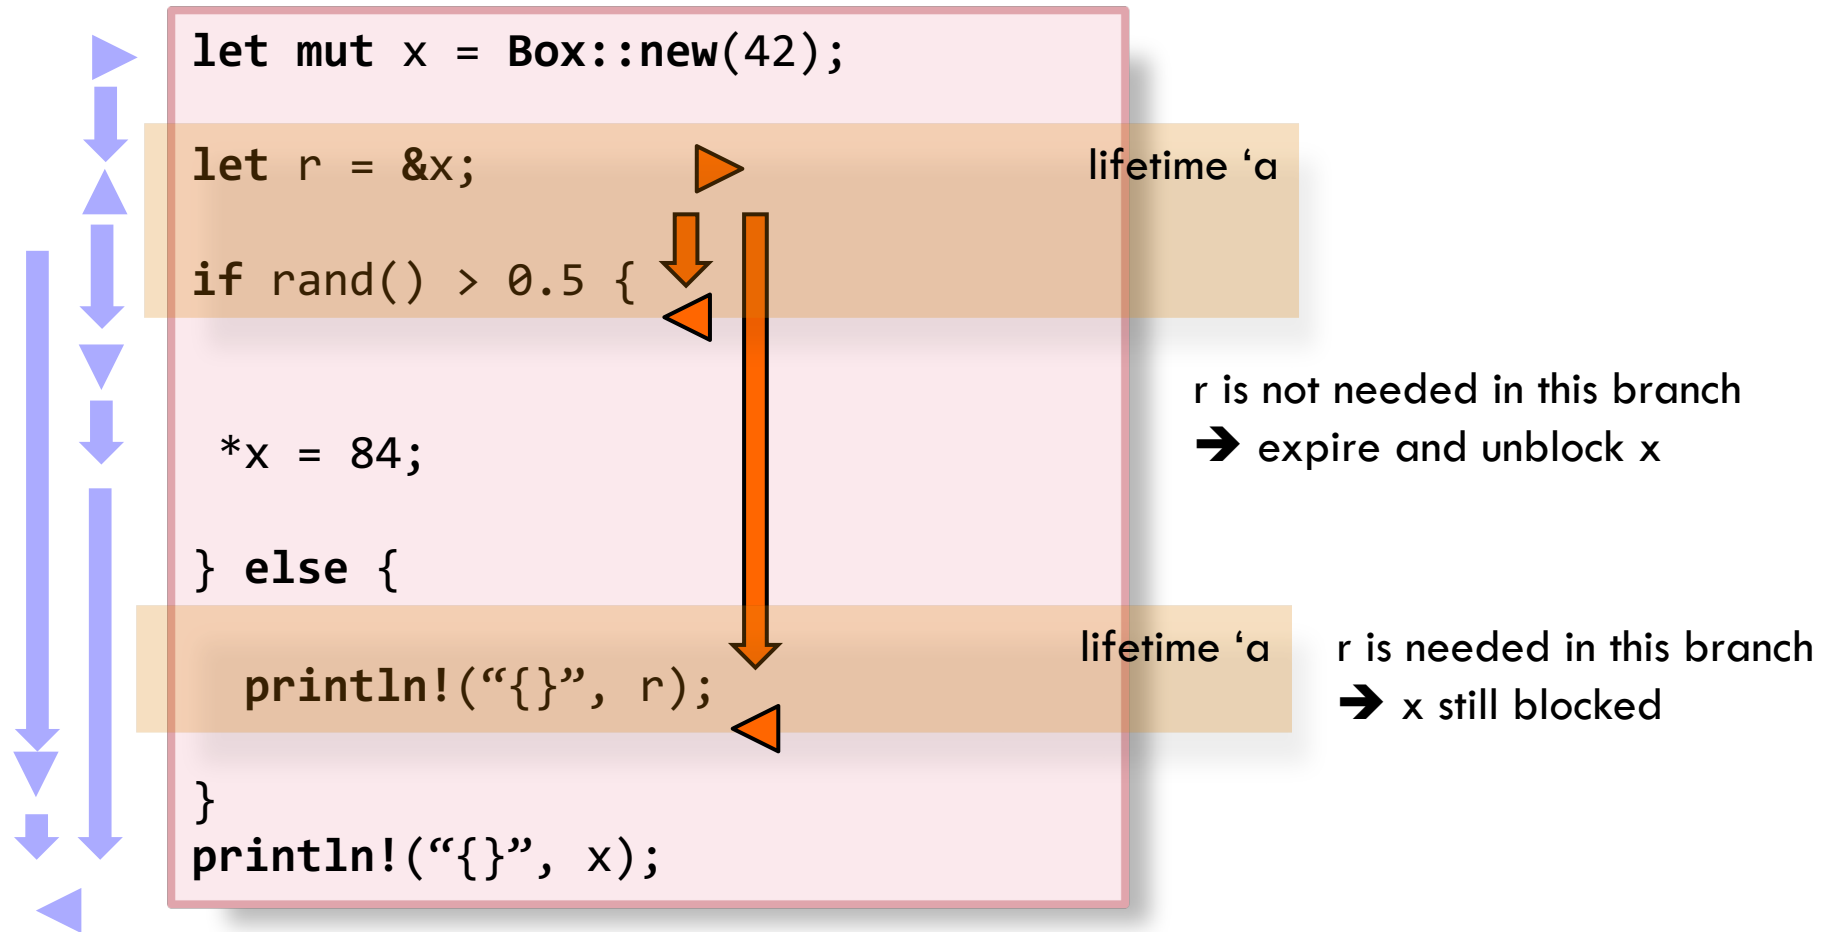 let mut x = Box::new(42);
let r = &x;
lifetime ‘a
if rand() > 0.5 {
r is not needed in this branch
➔ expire and unblock x
*x = 84;
} else {
lifetime ‘a
r is needed in this branch
println!(“{}”, r);
➔ x still blocked
}
println!(“{}”, x);